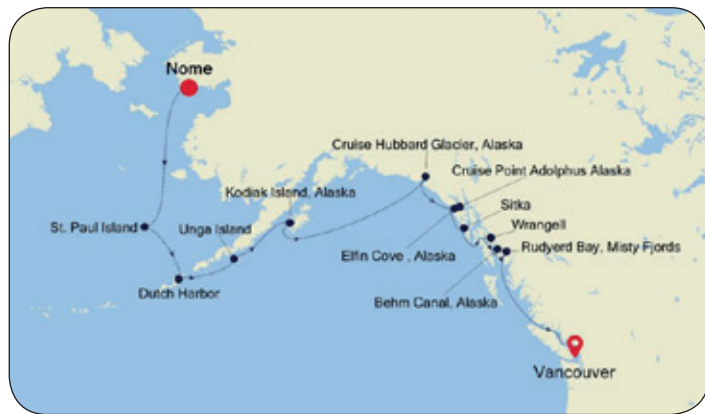 Nome
Cruise Hubbard Glacier, Alaska
Cruise Point Adolphus Alaska
Kodiak Island, Alaska
Sitka
St. Paul Island
Unga Island
Wrangell
Elfin Cove , Alaska
Rudyerd Bay, Misty Fjords
Dutch Harbor
Behm Canal, Alaska
Vancouver